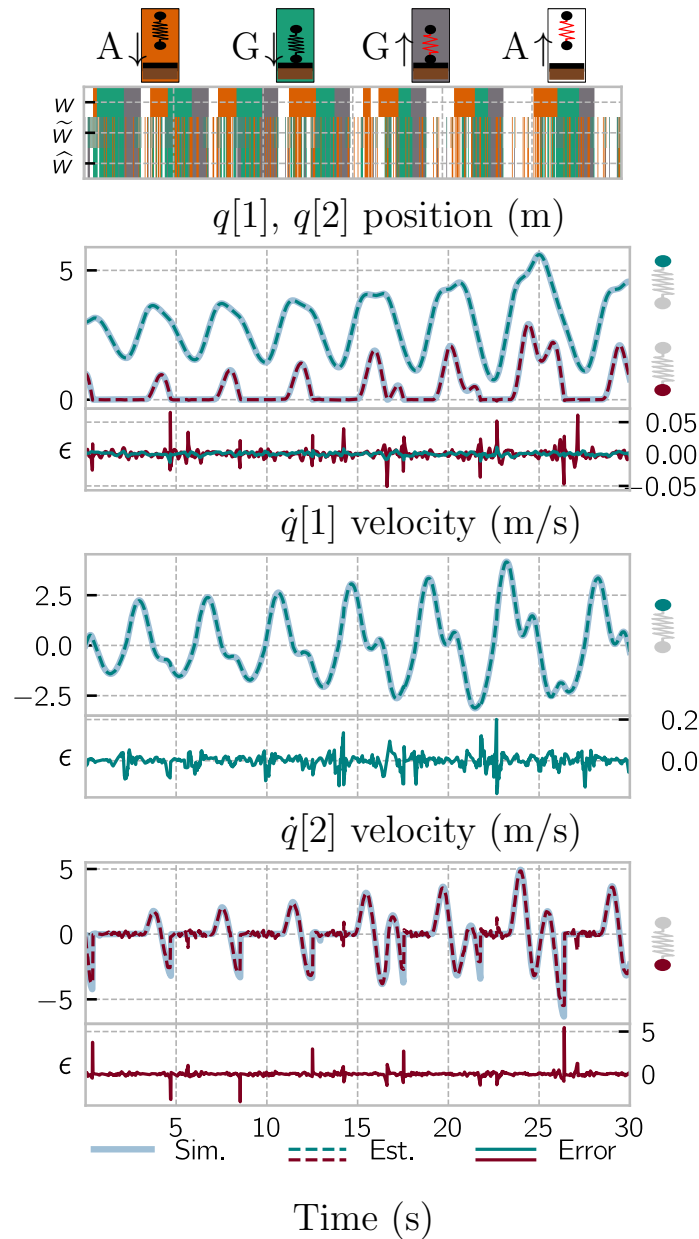 A↓ G↓ G↑ A↑
w
w̃
ŵ
q[1], q[2] position (m)
5
0
ϵ
0.05
0.00
−0.05
q̇[1] velocity (m/s)
2.5
0.0
−2.5
ϵ
0.2
0.0
q̇[2] velocity (m/s)
5
0
−5
ϵ
5
0
5 10 15 20 25 30
Sim. Est. Error
Time (s)